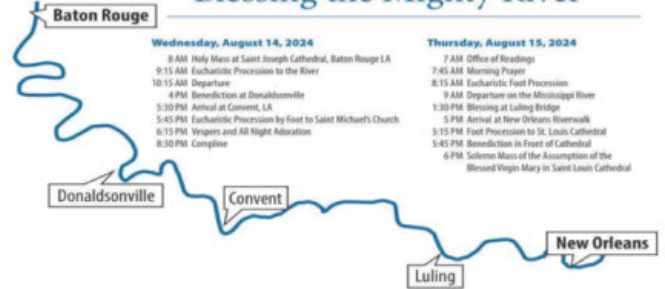 Blessing the Mighty River
Baton Rouge
Wednesday, August 14, 2024
8 AM Holy Mass at Saint Joseph Cathedral, Baton Rouge LA
9:15 AM Eucharistic Procession to the River
10:15 AM Departure
4 PM Benediction at Donaldsonville
5:30 PM Arrival at Convent, LA
5:45 PM Eucharistic Procession by Foot to Saint Michael's Church
6:15 PM Vespers and All Night Adoration
8:30 PM Compline
Thursday, August 15, 2024
7 AM Office of Readings
7:45 AM Morning Prayer
8:15 AM Eucharistic Foot Procession
9 AM Departure on the Mississippi River
1:30 PM Blessing at Luling Bridge
5 PM Arrival at New Orleans Riverwalk
5:15 PM Foot Procession to St. Louis Cathedral
5:45 PM Benediction in Front of Cathedral
6 PM Solemn Mass of the Assumption of the
Blessed Virgin Mary in Saint Louis Cathedral
Donaldsonville
Convent
New Orleans
Luling